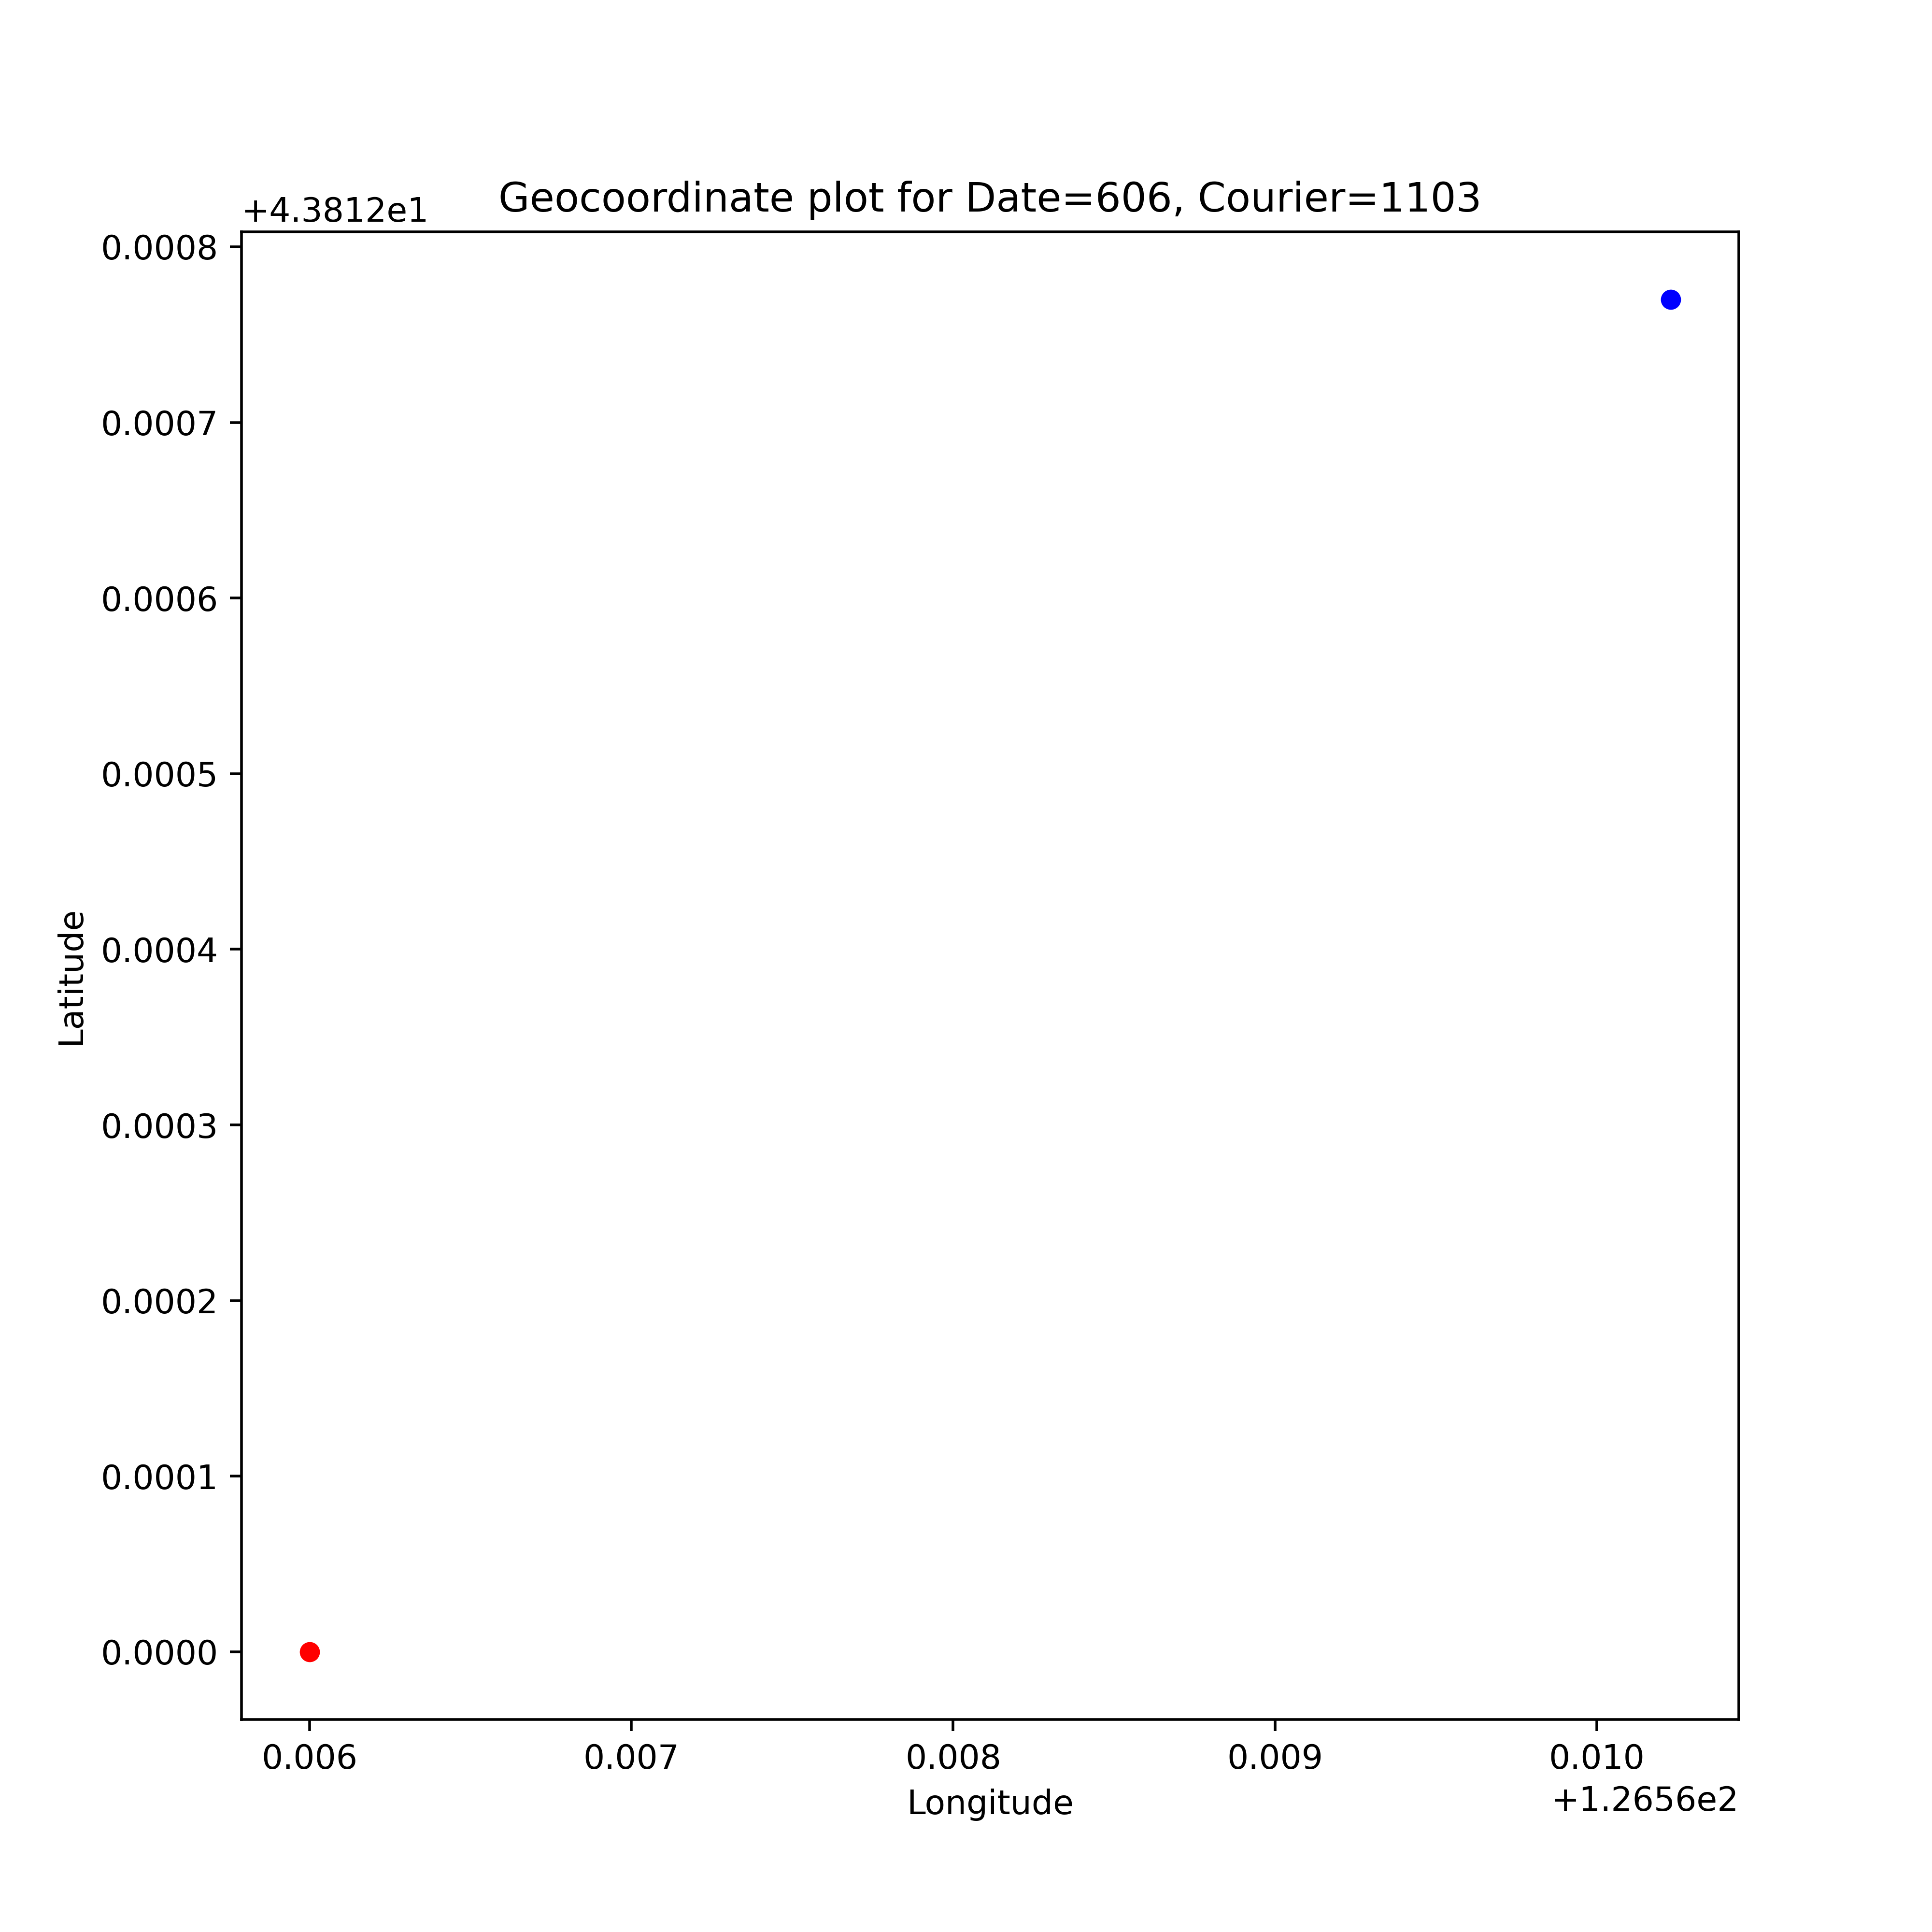 Geocoordinate plot for Date=606, Courier=1103
+4.3812e1
0.0008
0.0007
0.0006
0.0005
0.0004
0.0003
0.0002
0.0001
0.0000
Latitude
0.006 0.007 0.008 0.009 0.010
Longitude
+1.2656e2